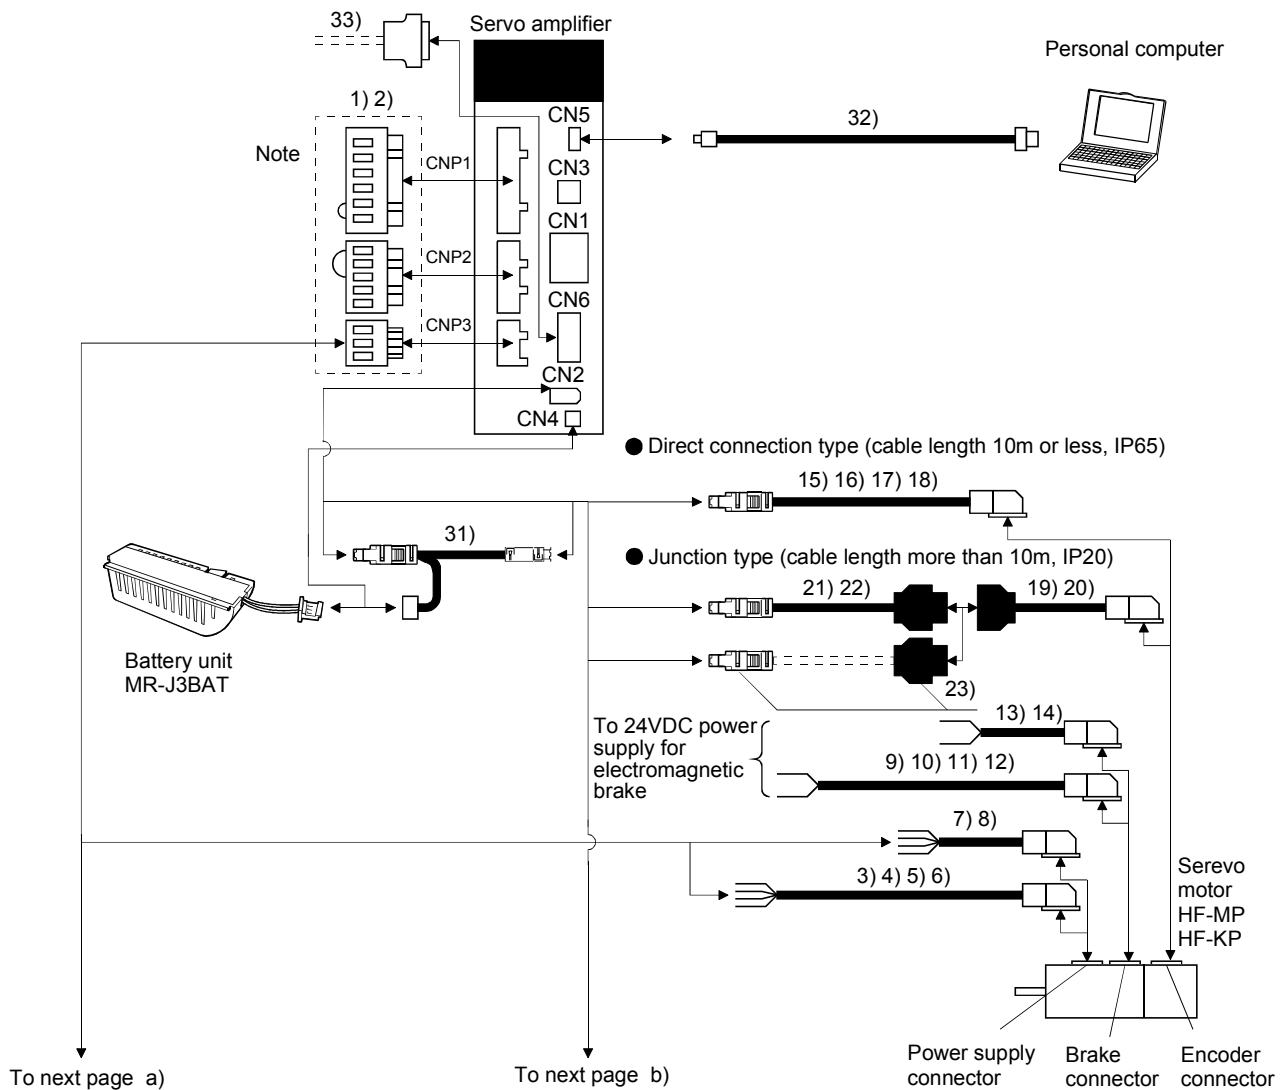 33)
Servo amplifier
Personal computer
1) 2)
Note
CN5
32)
CNP1
CN3
CN1
CNP2
CN6
CNP3
CN2
CN4
● Direct connection type (cable length 10m or less, IP65)
15) 16) 17) 18)
31)
● Junction type (cable length more than 10m, IP20)
21) 22)
19) 20)
Battery unit
MR-J3BAT
23)
13) 14)
To 24VDC power
supply for
electromagnetic
brake
9) 10) 11) 12)
7) 8)
3) 4) 5) 6)
Serevo
motor
HF-MP
HF-KP
To next page a)
To next page b)
Power supply
connector
Brake
connector
Encoder
connector